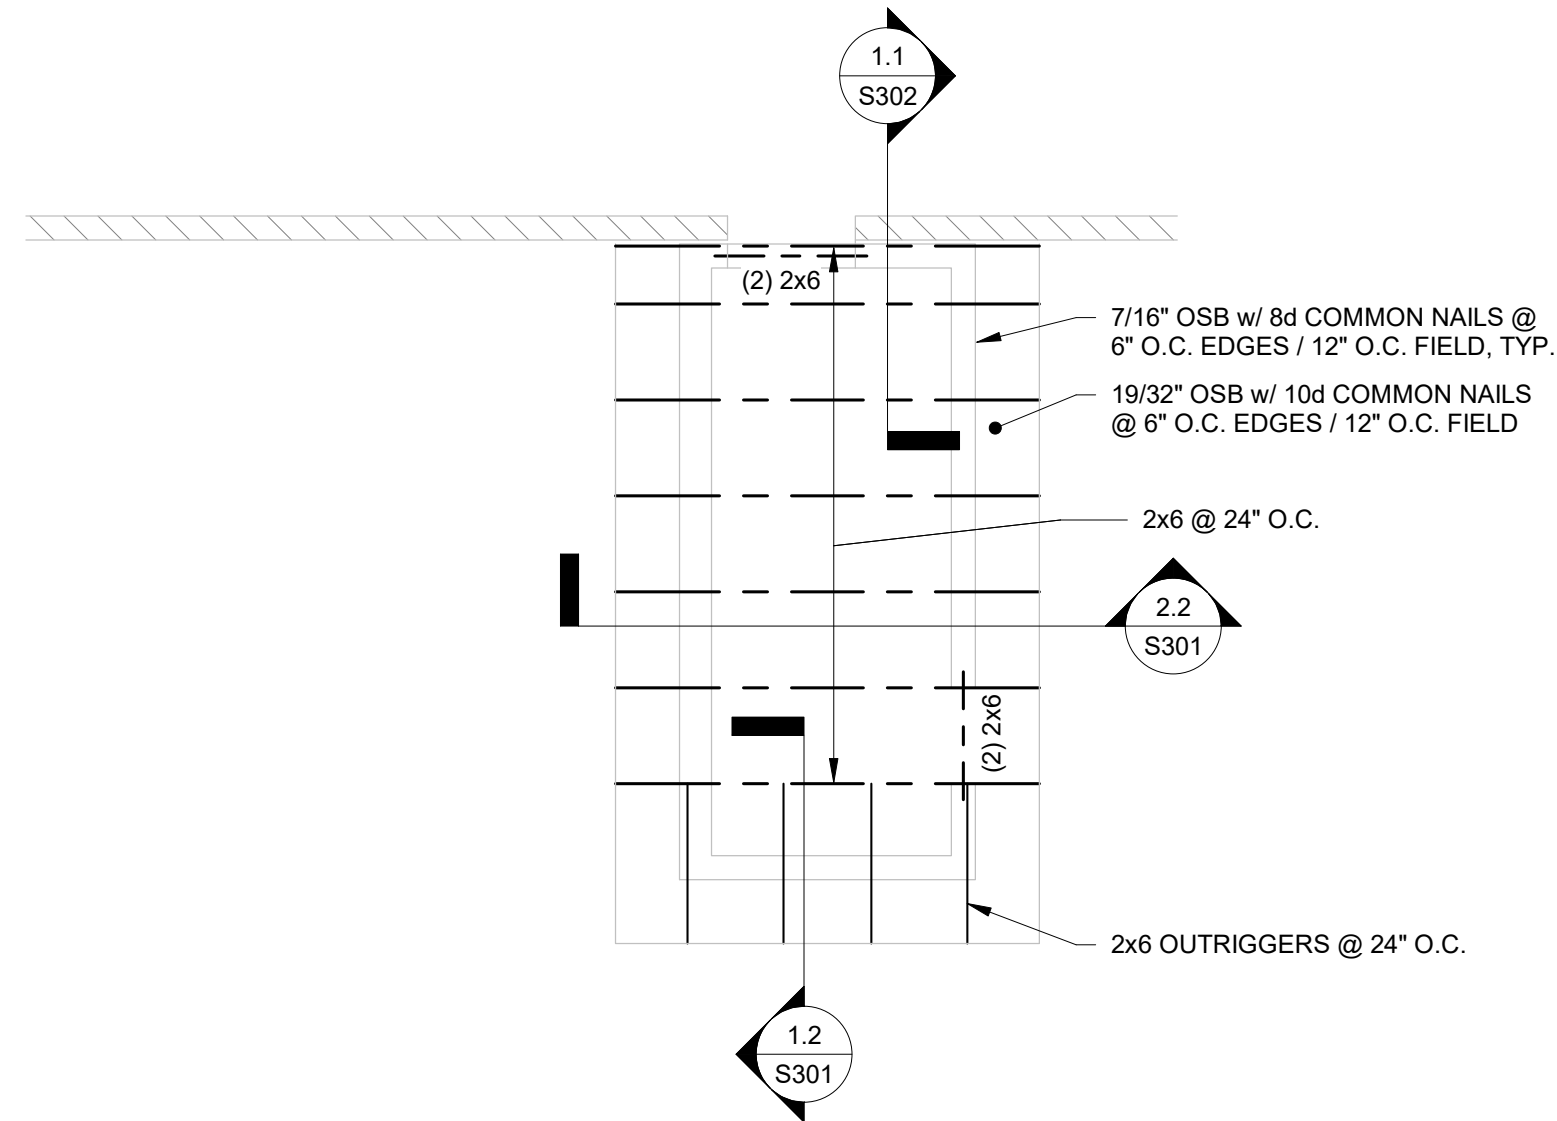 1.1
S302
(2) 2x6
7/16" OSB w/ 8d COMMON NAILS @
6" O.C. EDGES / 12" O.C. FIELD, TYP.
19/32" OSB w/ 10d COMMON NAILS
@ 6" O.C. EDGES / 12" O.C. FIELD
2x6 @ 24" O.C.
2.2
S301
(2) 2x6
2x6 OUTRIGGERS @ 24" O.C.
1.2
S301